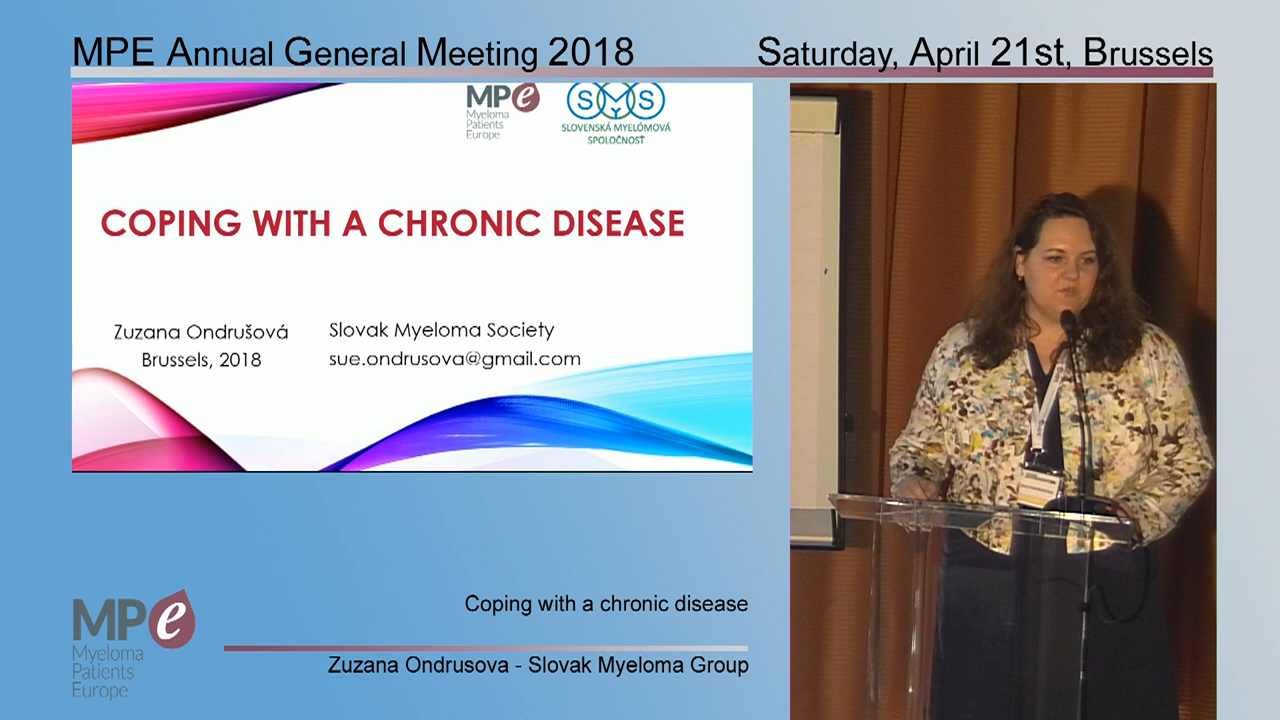 MPE Annual General Meeting 2018
Saturday, April 21st, Brussels
MPe
Myeloma
Patients
Europe
SMyS
SLOVENSKÁ MYELÓMOVÁ
SPOLOČNOSŤ
COPING WITH A CHRONIC DISEASE
Zuzana Ondrušová
Brussels, 2018
Slovak Myeloma Society
sue.ondrusova@gmail.com
MPe
Myeloma
Patients
Europe
Coping with a chronic disease
Zuzana Ondrusova - Slovak Myeloma Group